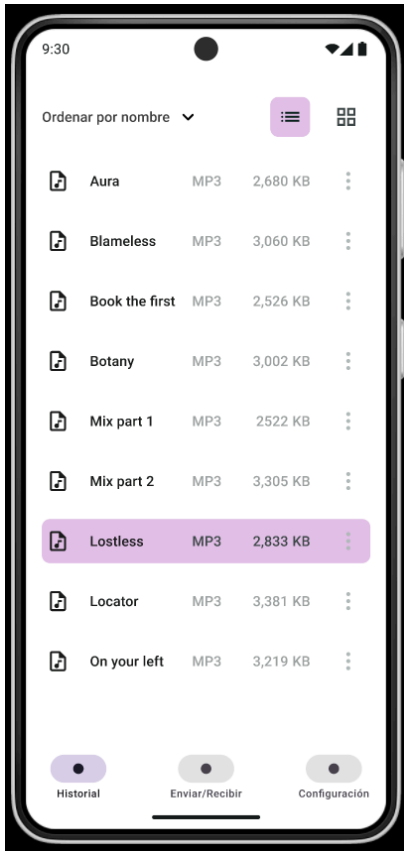 9:30
Ordenar por nombre
Aura MP3 2,680 KB
Blameless MP3 3,060 KB
Book the first MP3 2,526 KB
Botany MP3 3,002 KB
Mix part 1 MP3 2522 KB
Mix part 2 MP3 3,305 KB
Lostless MP3 2,833 KB
Locator MP3 3,381 KB
On your left MP3 3,219 KB
Historial Enviar/Recibir Configuración